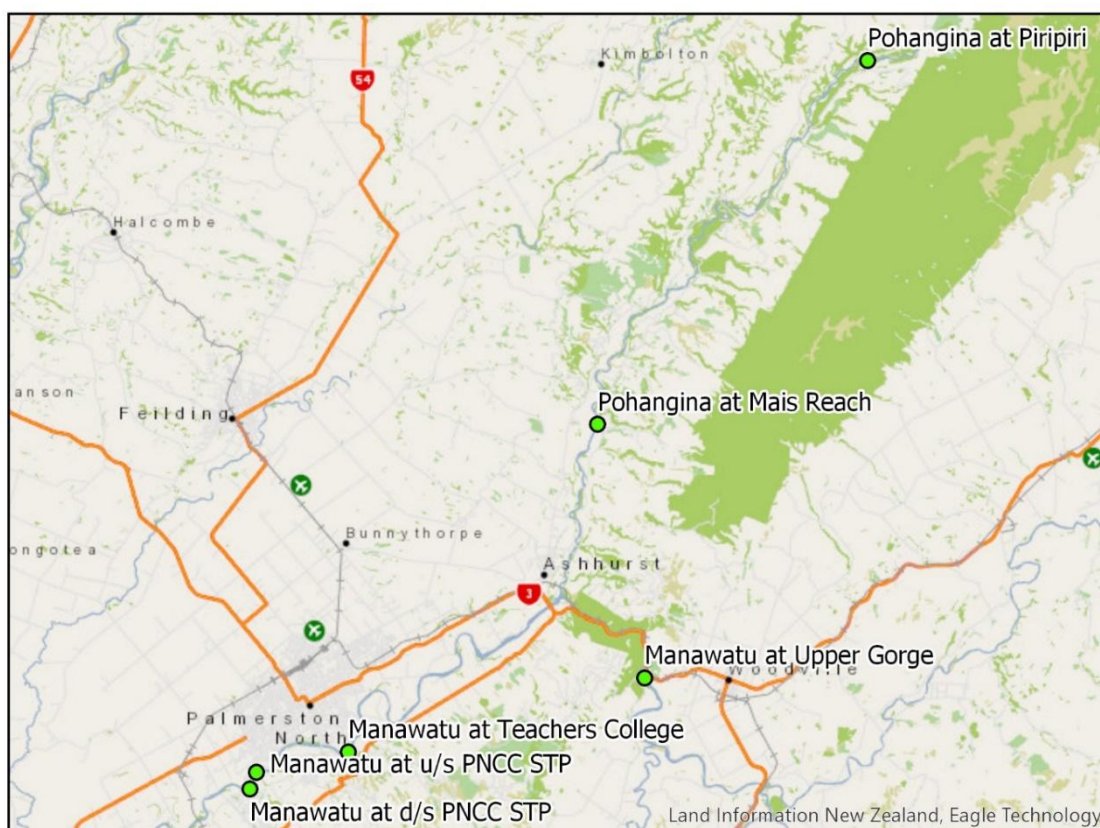 Pohangina at Piripiri
Kimbolton
54
Halcombe
anson
Pohangina at Mais Reach
Feilding
Bunnythorpe
ongotea
Ashhurst
3
Manawatu at Upper Gorge
Woodville
Palmerston
North
Manawatu at Teachers College
Manawatu at u/s PNCC STP
Manawatu at d/s PNCC STP
Land Information New Zealand, Eagle Technology